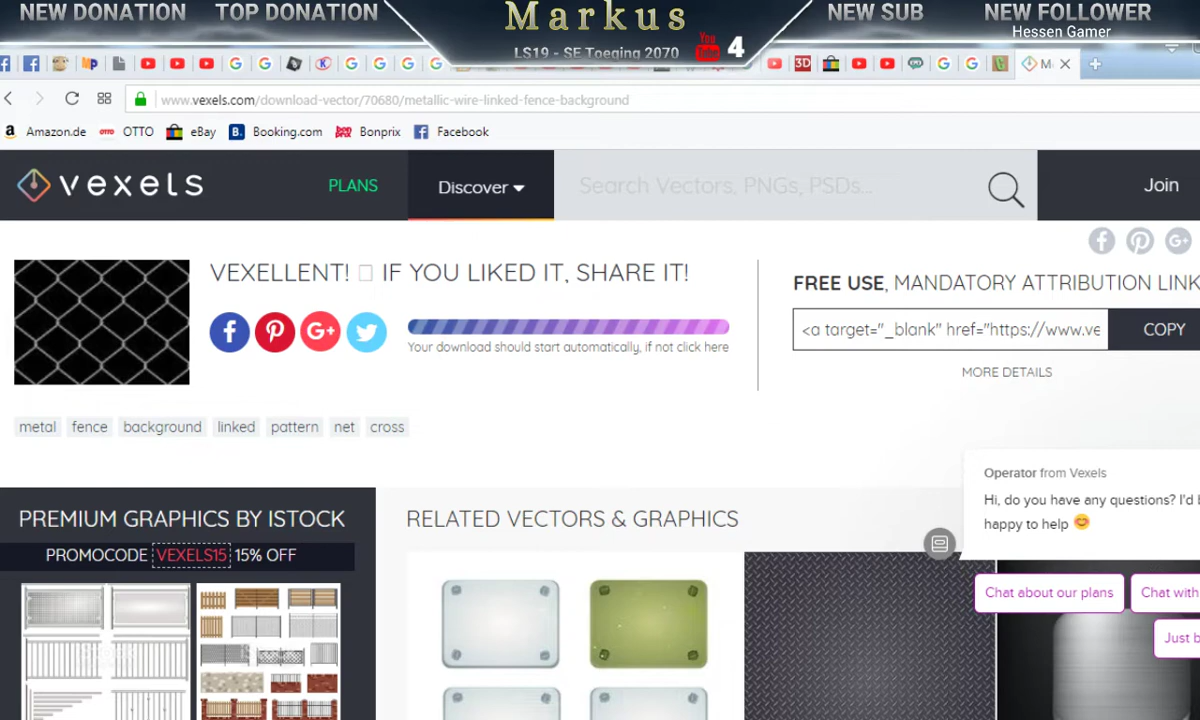 NEW DONATION
TOP DONATION
Markus
NEW SUB
NEW FOLLOWER
Hessen Gamer
LS19 - SE Toeging 2070
You
Tube
4
www.vexels.com/download-vector/70680/metallic-wire-linked-fence-background
Amazon.de
OTTO
eBay
Booking.com
Bonprix
Facebook
vexels
PLANS
Discover
Search Vectors, PNGs, PSDs...
Join
VEXELLENT! IF YOU LIKED IT, SHARE IT!
Your download should start automatically, if not click here
FREE USE, MANDATORY ATTRIBUTION LINK
<a target="_blank" href="https://www.ve
COPY
MORE DETAILS
metal
fence
background
linked
pattern
net
cross
Operator from Vexels
Hi, do you have any questions? I'd b
happy to help
PREMIUM GRAPHICS BY ISTOCK
PROMOCODE VEXELS15 15% OFF
RELATED VECTORS & GRAPHICS
Chat about our plans
Chat with
Just b